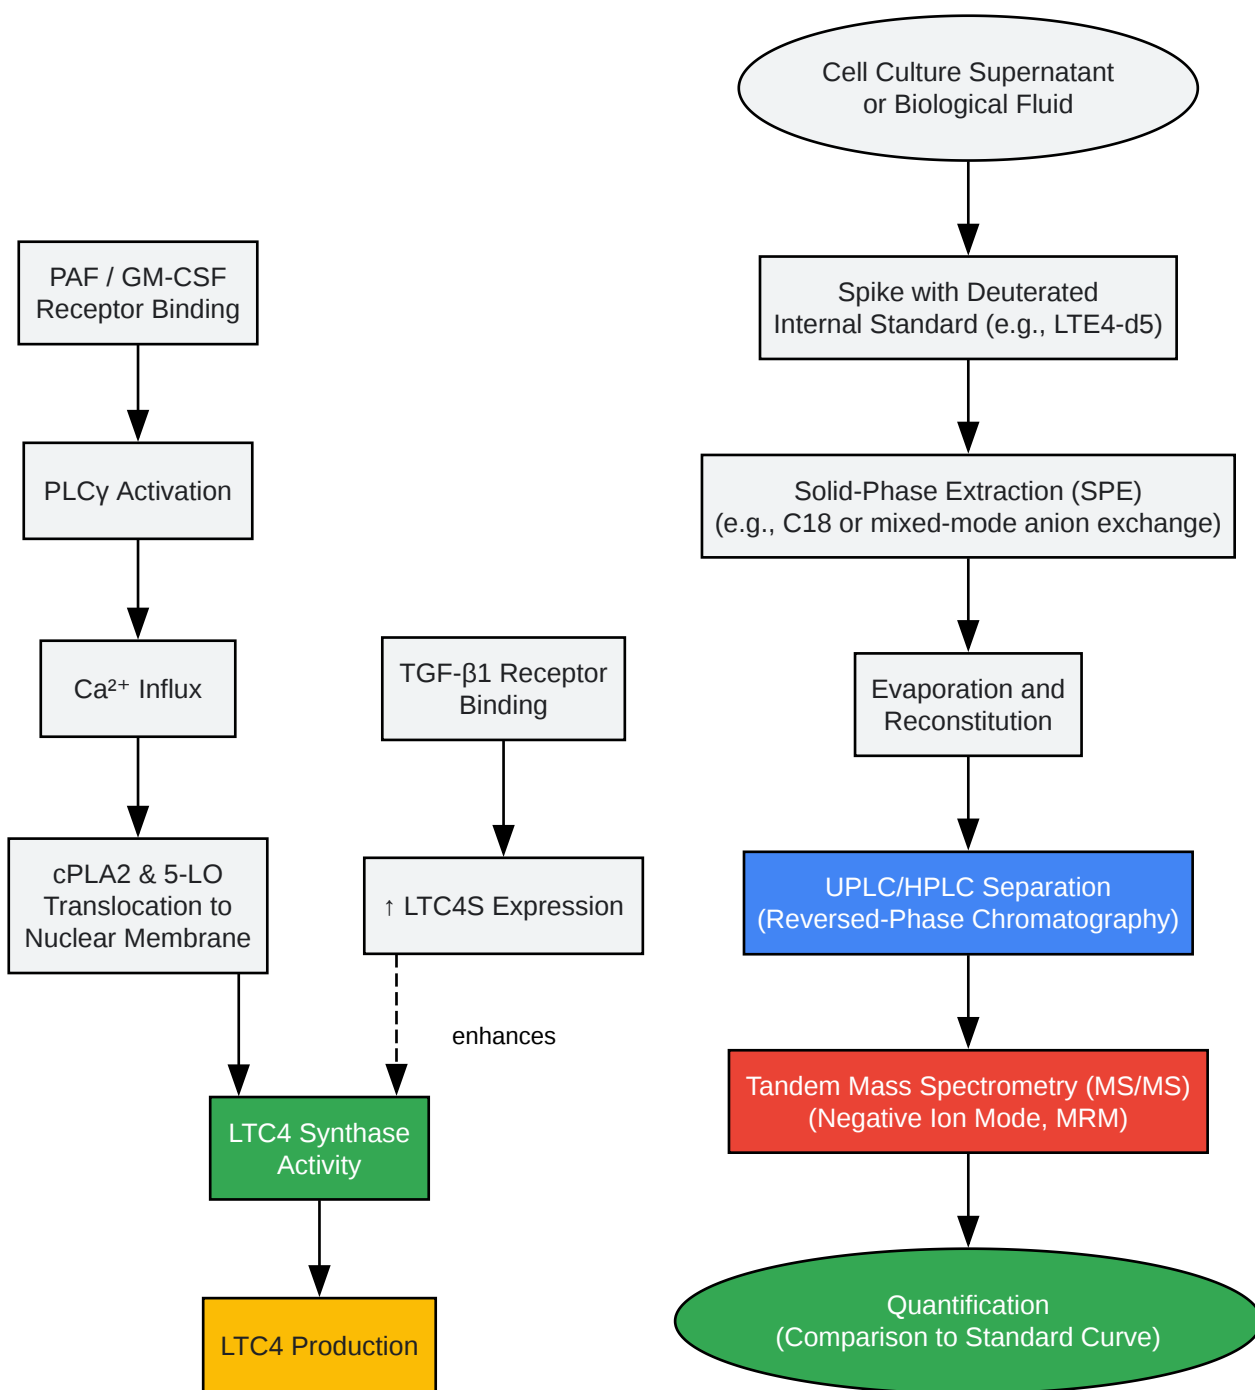 PAF / GM-CSF
Receptor Binding
PLCγ Activation
Ca²⁺ Influx
cPLA2 & 5-LO
Translocation to
Nuclear Membrane
TGF-β1 Receptor
Binding
↑ LTC4S Expression
enhances
LTC4 Synthase
Activity
LTC4 Production
Cell Culture Supernatant
or Biological Fluid
Spike with Deuterated
Internal Standard (e.g., LTE4-d5)
Solid-Phase Extraction (SPE)
(e.g., C18 or mixed-mode anion exchange)
Evaporation and
Reconstitution
UPLC/HPLC Separation
(Reversed-Phase Chromatography)
Tandem Mass Spectrometry (MS/MS)
(Negative Ion Mode, MRM)
Quantification
(Comparison to Standard Curve)